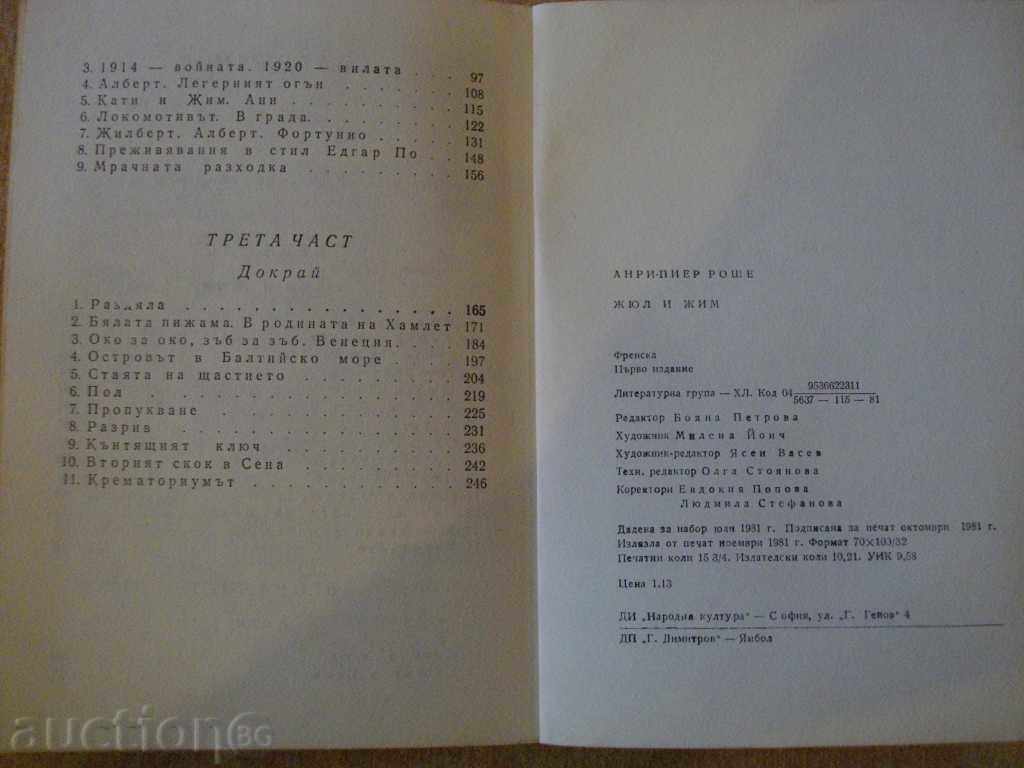 3. 1914 — войната. 1920 — вилата . . . 97
4. Алберт. Легерният огън . . . . . . 108
5. Кати и Жим. Ани . . . . . . . . . 115
6. Локомотивът. В града. . . . . . . . 122
7. Жилберт. Алберт. Фортунио . . . . . 131
8. Преживявания в стил Едгар По . . 148
9. Мрачната разходка . . . . . . . . 156
ТРЕТА ЧАСТ
Докрай
1. Раздяла . . . . . . . . . . . . . . 165
2. Бялата пижама. В родината на Хамлет 171
3. Око за око, зъб за зъб. Венеция. . . . 184
4. Островът в Балтийско море . . . . 197
5. Стаята на щастието . . . . . . . . 204
6. Пол . . . . . . . . . . . . . . . 219
7. Пропукване . . . . . . . . . . . . 225
8. Разрив . . . . . . . . . . . . . . 231
9. Кънтящият ключ . . . . . . . . . 236
10. Вторият скок в Сена . . . . . . . . 242
11. Крематориумът . . . . . . . . . . 246
АНРИ-ПИЕР РОШЕ
ЖЮЛ И ЖИМ
Френска
Първо издание
Литературна група — ХЛ. Код 04 9536622311
5637 — 115 — 81
Редактор Бояна Петрова
Художник Милена Йоич
Художник-редактор Ясен Васев
Техн. редактор Олга Стоянова
Коректори Евдокия Попова
Людмила Стефанова
Дадена за набор юли 1981 г. Подписана за печат октомври 1981 г.
Излязла от печат ноември 1981 г. Формат 70×100/32
Печатни коли 15 3/4. Издателски коли 10,21. УИК 9,58
Цена 1,13
ДИ „Народна култура“ — София, ул. „Г. Генов“ 4
ДП „Г. Димитров“ — Ямбол
auction6BG